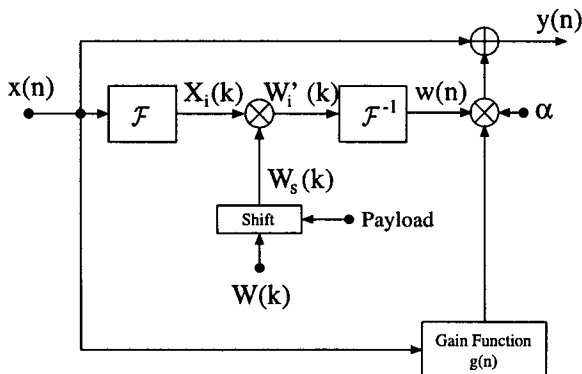 y(n)
x(n)
X_i(k)
W_i'(k)
w(n)
ℱ
ℱ⁻¹
α
W_s(k)
Shift
Payload
W(k)
Gain Function
g(n)